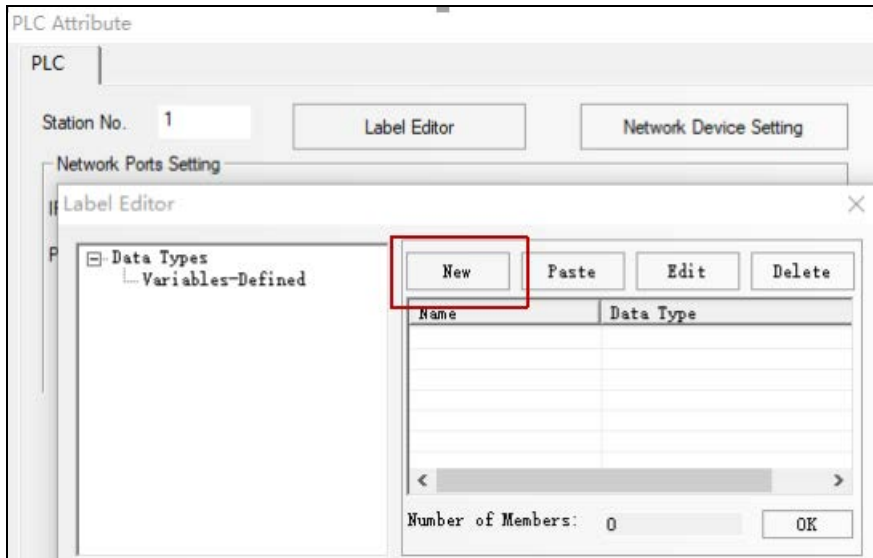 PLC Attribute
PLC
Station No. 1 Label Editor Network Device Setting
Network Ports Setting
Label Editor
Data Types
Variables-Defined
New Paste Edit Delete
Name Data Type
Number of Members: 0 OK